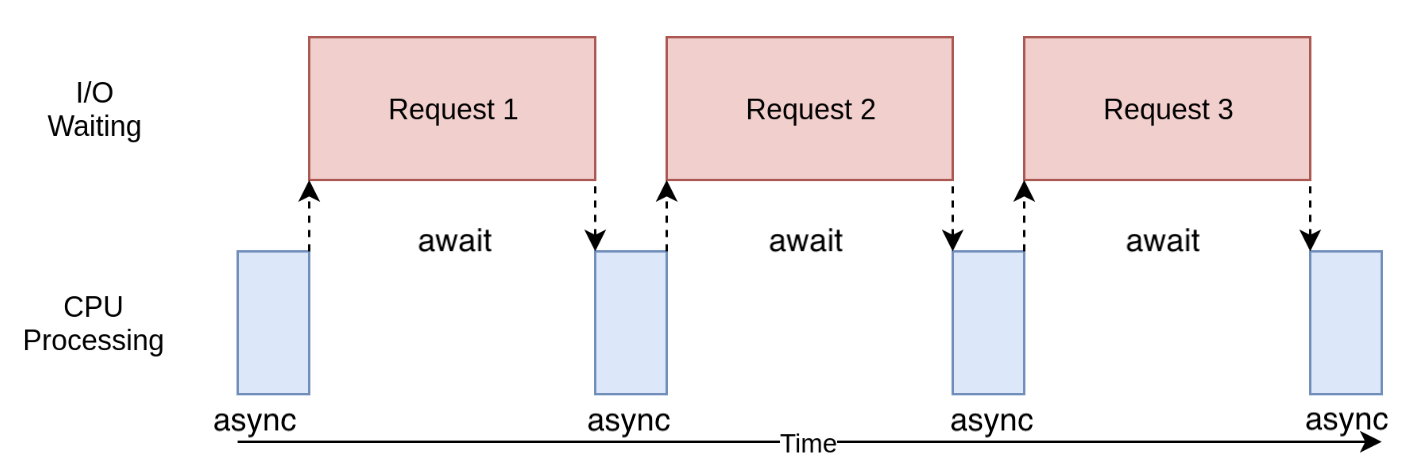 I/O
Waiting
Request 1
Request 2
Request 3
await
await
await
CPU
Processing
async
async
async
async
Time